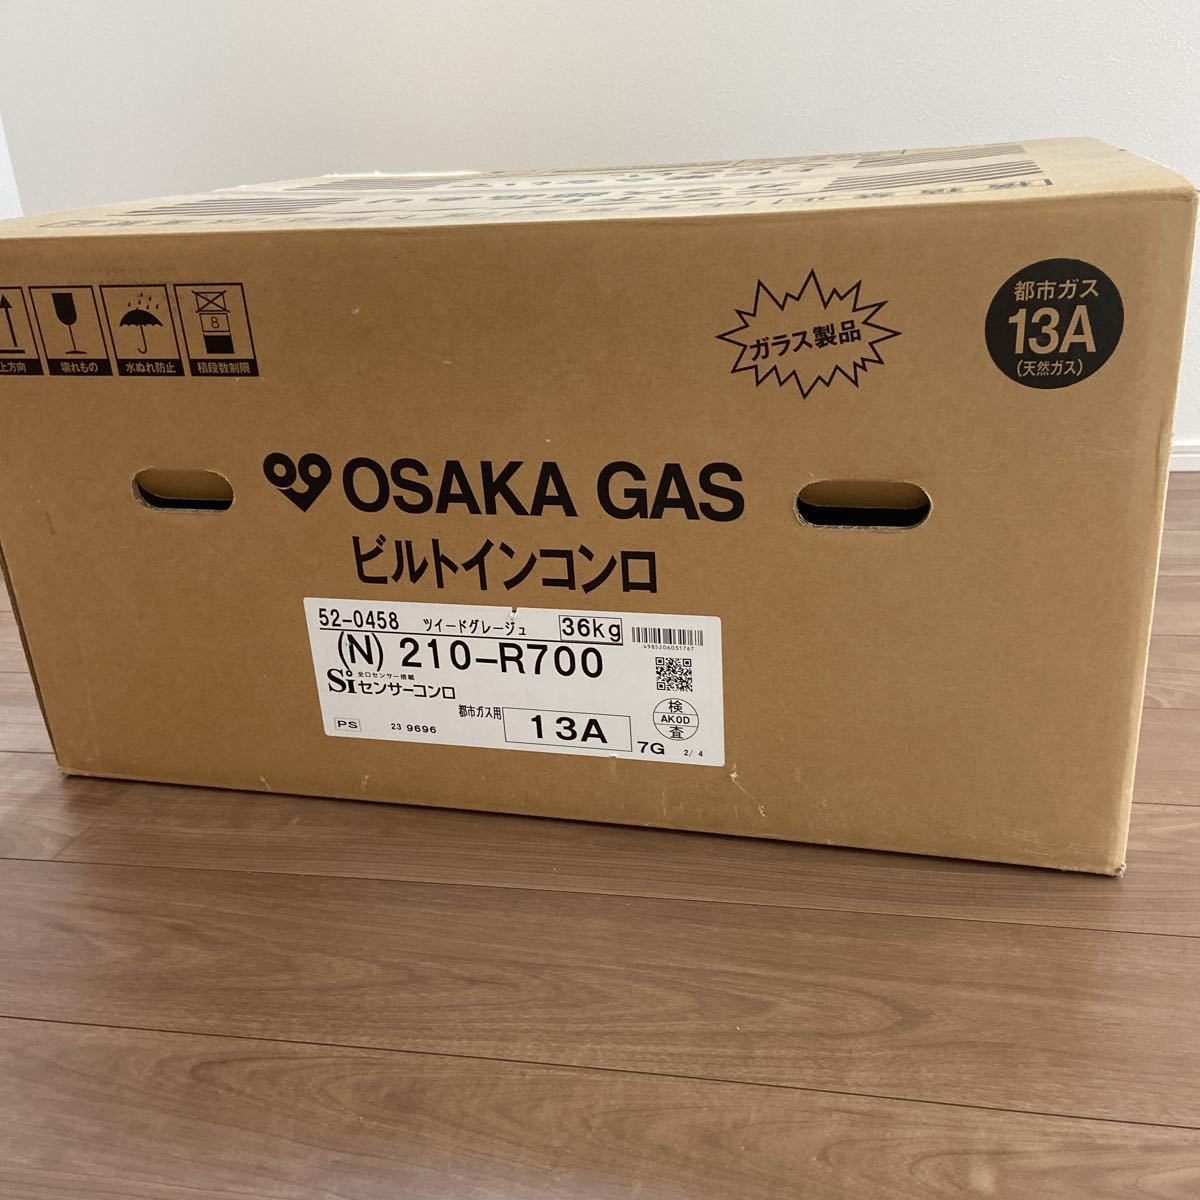 都市ガス
13A
(天然ガス)
ガラス製品
8
上方向
壊れもの
水ぬれ防止
積段数制限
OSAKA GAS
ビルトインコンロ
52-0458 ツイードグレージュ 36kg
4985206031767
(N) 210-R700
Si 全口センサー搭載
センサーコンロ
都市ガス用 13A
検
AKOD
査
PS 23 9696
7G 2/4